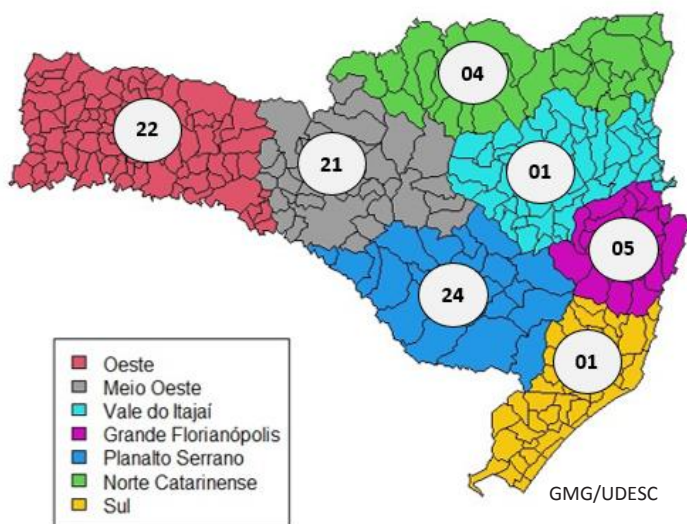 04
22
21
01
05
24
01
Oeste
Meio Oeste
Vale do Itajaí
Grande Florianópolis
Planalto Serrano
Norte Catarinense
Sul
GMG/UDESC